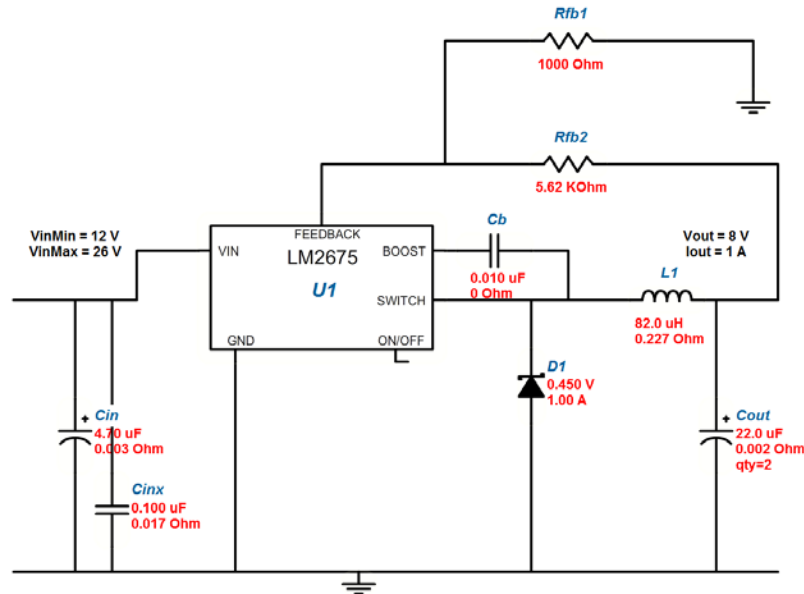 Rfb1
1000 Ohm
Rfb2
5.62 KOhm
VinMin = 12 V
VinMax = 26 V
FEEDBACK
VIN
LM2675
BOOST
U1
SWITCH
GND
ON/OFF
Cb
0.010 uF
0 Ohm
Vout = 8 V
Iout = 1 A
L1
82.0 uH
0.227 Ohm
D1
0.450 V
1.00 A
+ Cin
4.70 uF
0.003 Ohm
Cinx
0.100 uF
0.017 Ohm
+ Cout
22.0 uF
0.002 Ohm
qty=2